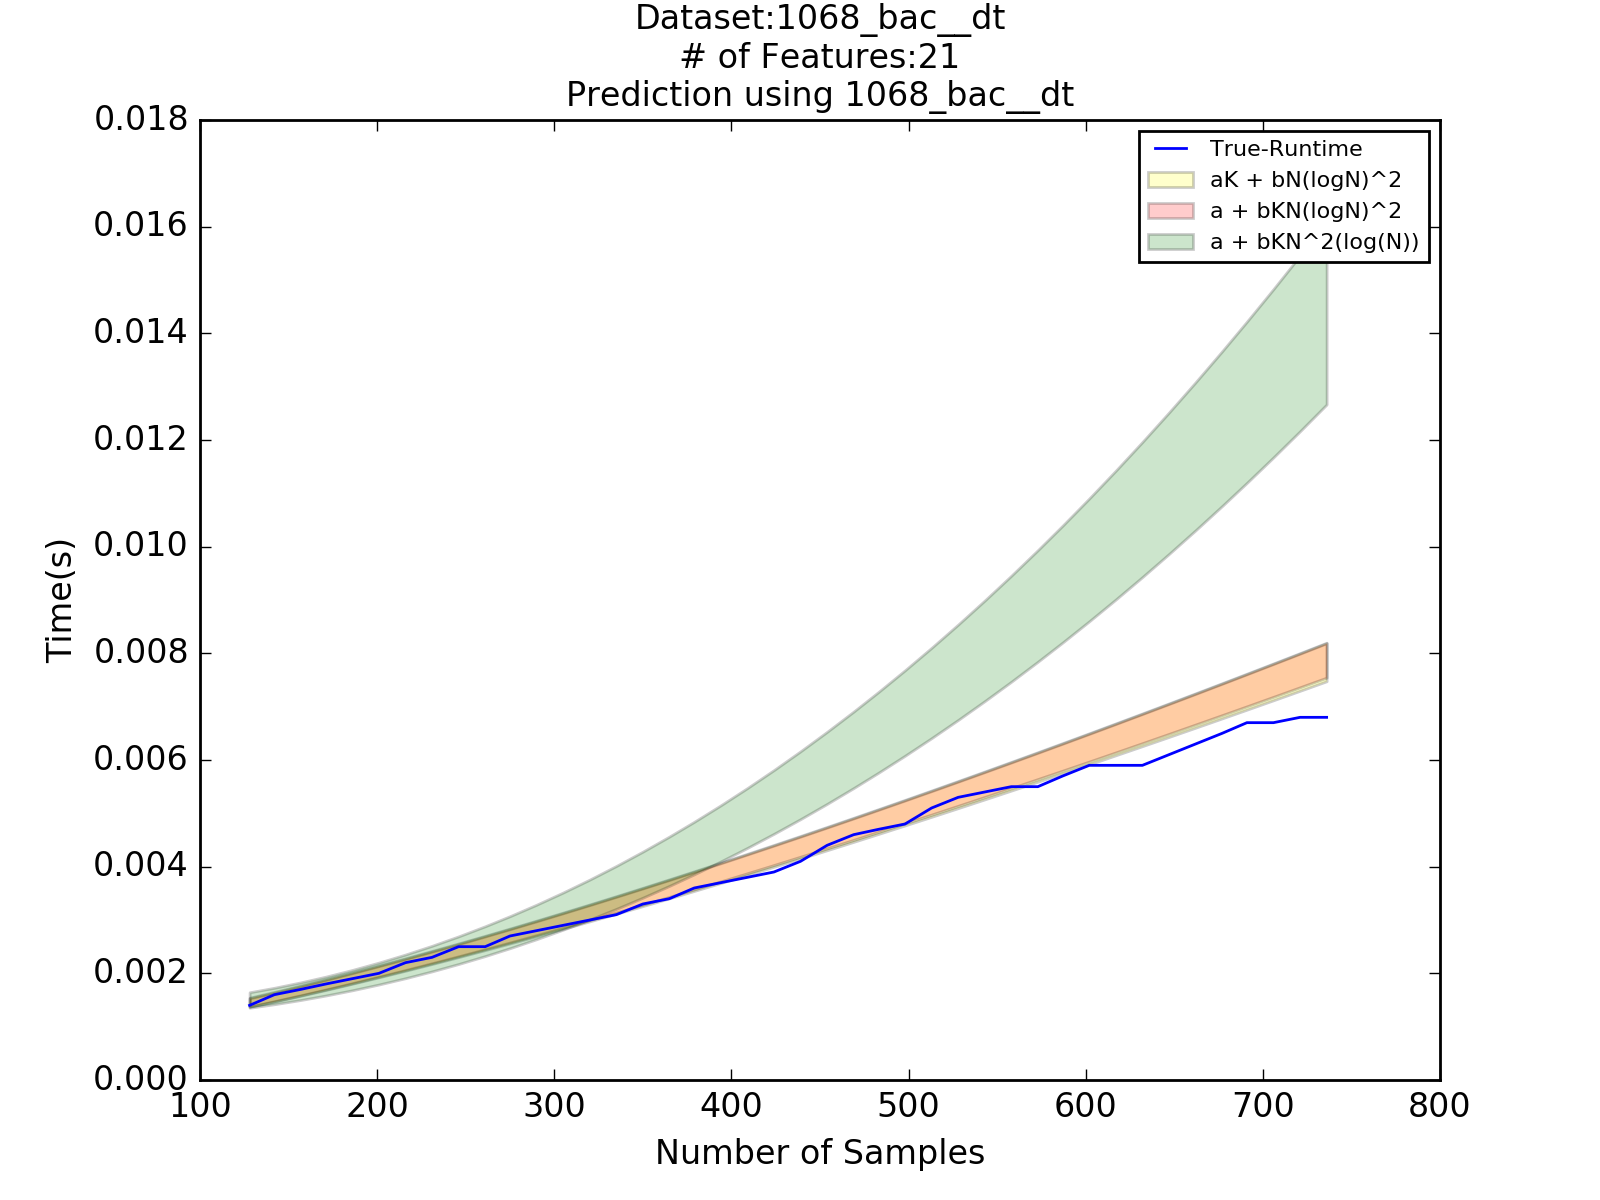 Dataset:1068_bac__dt
# of Features:21
Prediction using 1068_bac__dt
True-Runtime
aK + bN(logN)^2
a + bKN(logN)^2
a + bKN^2(log(N))
0.018
0.016
0.014
0.012
0.010
0.008
0.006
0.004
0.002
0.000
Time(s)
100 200 300 400 500 600 700 800
Number of Samples